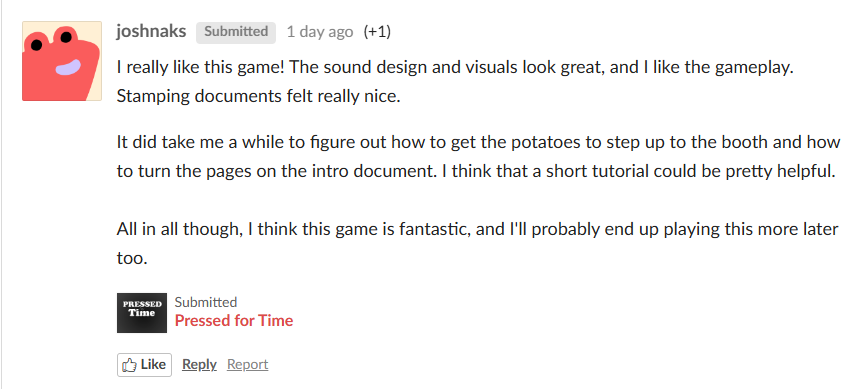 joshnaks Submitted 1 day ago (+1)
I really like this game! The sound design and visuals look great, and I like the gameplay.
Stamping documents felt really nice.
It did take me a while to figure out how to get the potatoes to step up to the booth and how
to turn the pages on the intro document. I think that a short tutorial could be pretty helpful.
All in all though, I think this game is fantastic, and I'll probably end up playing this more later
too.
PRESSED
Time
Submitted
Pressed for Time
Like Reply Report